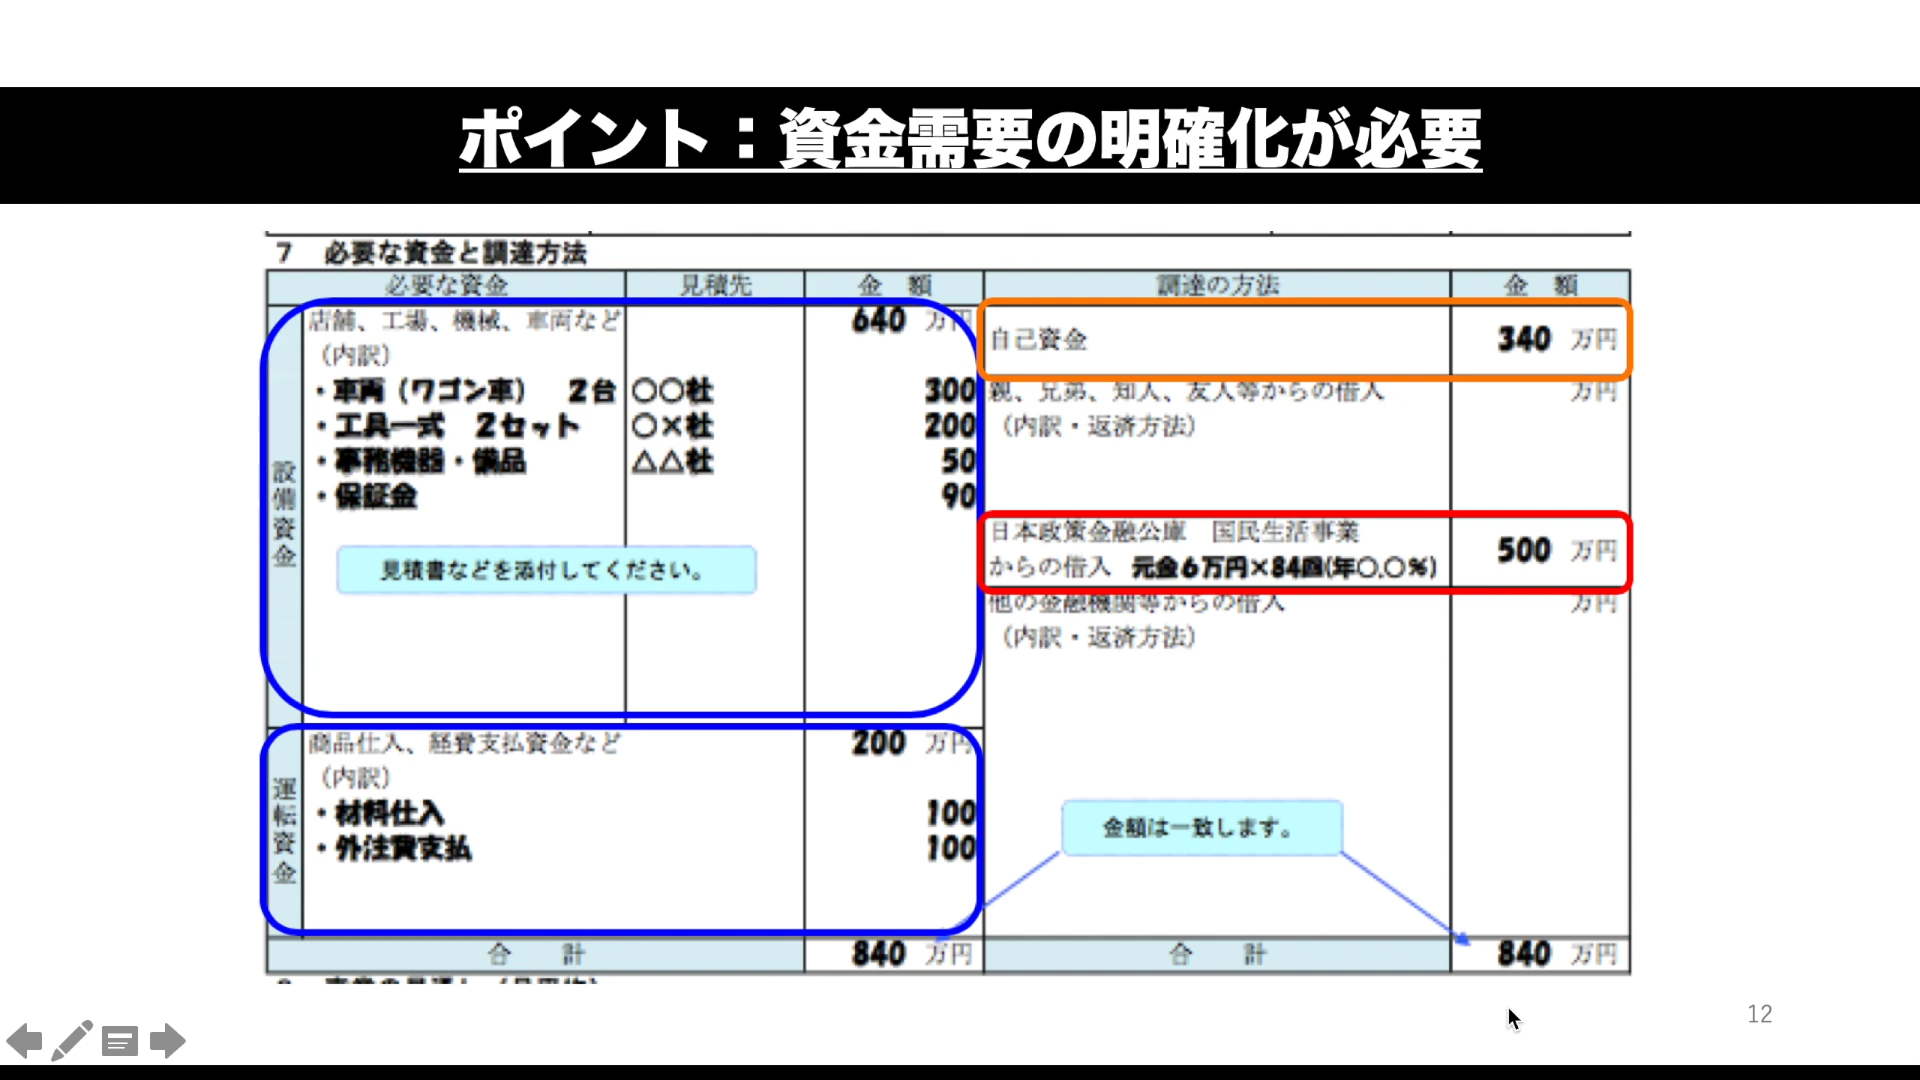 ポイント：資金需要の明確化が必要
7 必要な資金と調達方法
必要な資金 見積先 金 額 調達の方法 金 額
設備資金
店舗、工場、機械、車両など 640 万円
（内訳）
・車両（ワゴン車） 2台 〇〇社 300
・工具一式 2セット 〇×社 200
・事務機器・備品 △△社 50
・保証金 90
見積書などを添付してください。
運転資金
商品仕入、経費支払資金など 200 万円
（内訳）
・材料仕入 100
・外注費支払 100
合 計 840 万円
自己資金 340 万円
親、兄弟、知人、友人等からの借入 万円
（内訳・返済方法）
日本政策金融公庫 国民生活事業
からの借入 元金6万円×84回(年〇.〇%) 500 万円
他の金融機関等からの借入 万円
（内訳・返済方法）
金額は一致します。
合 計 840 万円
12